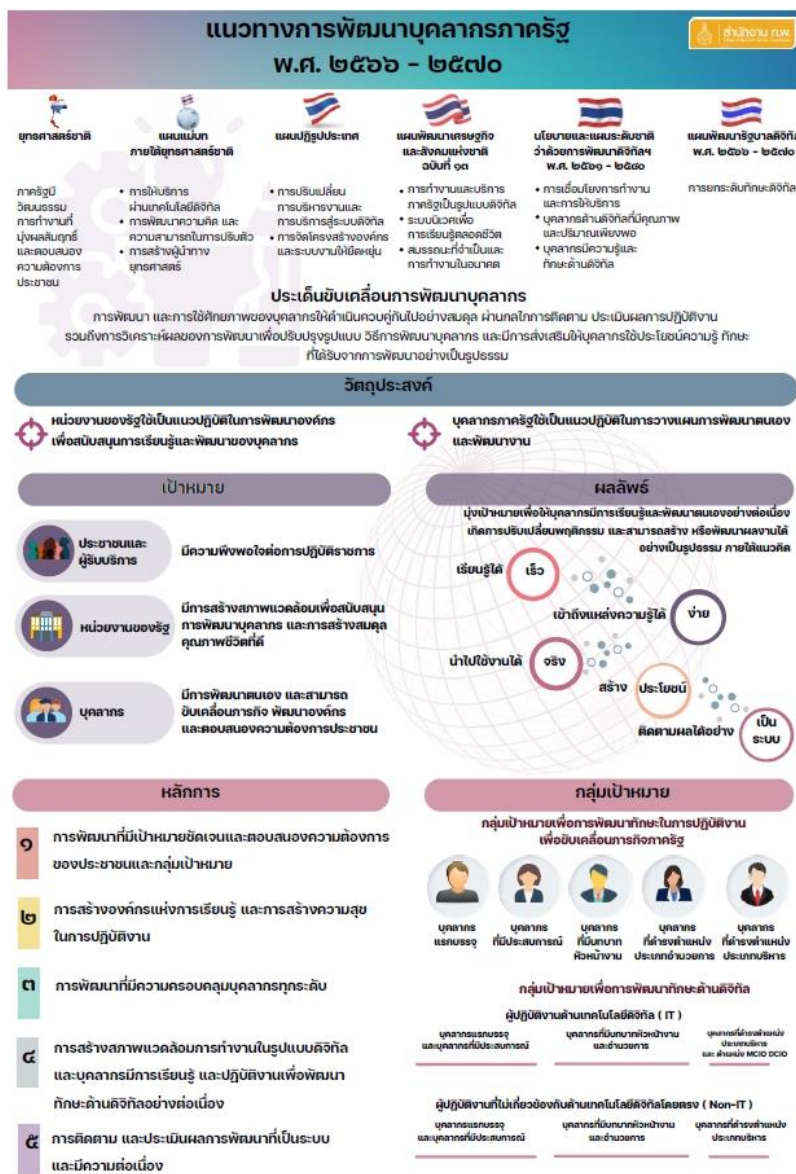 แนวทางการพัฒนาบุคลากรภาครัฐ
พ.ศ. ๒๕๖๖ - ๒๕๗๐
สำนักงาน ก.พ.
ยุทธศาสตร์ชาติ
ภาครัฐมี
วัฒนธรรม
การทำงานที่
มุ่งผลสัมฤทธิ์
และตอบสนอง
ความต้องการ
ประชาชน
แผนแม่บท
ภายใต้ยุทธศาสตร์ชาติ
• การให้บริการ
ผ่านเทคโนโลยีดิจิทัล
• การพัฒนาความคิด และ
ความสามารถในการปรับตัว
• การสร้างผู้นำทาง
ยุทธศาสตร์
แผนปฏิรูปประเทศ
• การปรับเปลี่ยน
การบริหารงานและ
การบริการสู่ระบบดิจิทัล
• การจัดโครงสร้างองค์กร
และระบบงานให้ยืดหยุ่น
แผนพัฒนาเศรษฐกิจ
และสังคมแห่งชาติ
ฉบับที่ ๑๓
• การทำงานและบริการ
ภาครัฐเป็นรูปแบบดิจิทัล
• ระบบนิเวศเพื่อ
การเรียนรู้ตลอดชีวิต
• สมรรถนะที่จำเป็นและ
การทำงานในอนาคต
นโยบายและแผนระดับชาติ
ว่าด้วยการพัฒนาดิจิทัลฯ
พ.ศ. ๒๕๖๑ - ๒๕๘๐
• การเชื่อมโยงการทำงาน
และการให้บริการ
• บุคลากรด้านดิจิทัลที่มีคุณภาพ
และปริมาณเพียงพอ
• บุคลากรมีความรู้และ
ทักษะด้านดิจิทัล
แผนพัฒนารัฐบาลดิจิทัล
พ.ศ. ๒๕๖๖ - ๒๕๗๐
การยกระดับทักษะดิจิทัล
ประเด็นขับเคลื่อนการพัฒนาบุคลากร
การพัฒนา และการใช้ศักยภาพของบุคลากรให้ดำเนินควบคู่กันไปอย่างสมดุล ผ่านกลไกการติดตาม ประเมินผลการปฏิบัติงาน
รวมถึงการวิเคราะห์ผลของการพัฒนาเพื่อปรับปรุงรูปแบบ วิธีการพัฒนาบุคลากร และมีการส่งเสริมให้บุคลากรใช้ประโยชน์ความรู้ ทักษะ
ที่ได้รับจากการพัฒนาอย่างเป็นรูปธรรม
วัตถุประสงค์
หน่วยงานของรัฐใช้เป็นแนวปฏิบัติในการพัฒนาองค์กร
เพื่อสนับสนุนการเรียนรู้และพัฒนาของบุคลากร
บุคลากรภาครัฐใช้เป็นแนวปฏิบัติในการวางแผนการพัฒนาตนเอง
และพัฒนางาน
เป้าหมาย
ประชาชนและ
ผู้รับบริการ
มีความพึงพอใจต่อการปฏิบัติราชการ
หน่วยงานของรัฐ
มีการสร้างสภาพแวดล้อมเพื่อสนับสนุน
การพัฒนาบุคลากร และการสร้างสมดุล
คุณภาพชีวิตที่ดี
บุคลากร
มีการพัฒนาตนเอง และสามารถ
ขับเคลื่อนภารกิจ พัฒนาองค์กร
และตอบสนองความต้องการประชาชน
ผลลัพธ์
มุ่งเป้าหมายเพื่อให้บุคลากรมีการเรียนรู้และพัฒนาตนเองอย่างต่อเนื่อง
เกิดการปรับเปลี่ยนพฤติกรรม และสามารถสร้าง หรือพัฒนาผลงานได้
อย่างเป็นรูปธรรม ภายใต้แนวคิด
เรียนรู้ได้ เร็ว
เข้าถึงแหล่งความรู้ได้ ง่าย
นำไปใช้งานได้ จริง
สร้าง ประโยชน์
ติดตามผลได้อย่าง เป็น
ระบบ
หลักการ
๑ การพัฒนาที่มีเป้าหมายชัดเจนและตอบสนองความต้องการ
ของประชาชนและกลุ่มเป้าหมาย
๒ การสร้างองค์กรแห่งการเรียนรู้ และการสร้างความสุข
ในการปฏิบัติงาน
๓ การพัฒนาที่มีความครอบคลุมบุคลากรทุกระดับ
๔ การสร้างสภาพแวดล้อมการทำงานในรูปแบบดิจิทัล
และบุคลากรมีการเรียนรู้ และปฏิบัติงานเพื่อพัฒนา
ทักษะด้านดิจิทัลอย่างต่อเนื่อง
๕ การติดตาม และประเมินผลการพัฒนาที่เป็นระบบ
และมีความต่อเนื่อง
กลุ่มเป้าหมาย
กลุ่มเป้าหมายเพื่อการพัฒนาทักษะในการปฏิบัติงาน
เพื่อขับเคลื่อนภารกิจภาครัฐ
บุคลากร
แรกบรรจุ
บุคลากร
ที่มีประสบการณ์
บุคลากร
ที่มีบทบาท
หัวหน้างาน
บุคลากร
ที่ดำรงตำแหน่ง
ประเภทอำนวยการ
บุคลากร
ที่ดำรงตำแหน่ง
ประเภทบริหาร
กลุ่มเป้าหมายเพื่อการพัฒนาทักษะด้านดิจิทัล
ผู้ปฏิบัติงานด้านเทคโนโลยีดิจิทัล ( IT )
บุคลากรแรกบรรจุ
และบุคลากรที่มีประสบการณ์
บุคลากรที่มีบทบาทหัวหน้างาน
และอำนวยการ
บุคลากรที่ดำรงตำแหน่ง
ประเภทบริหาร
และ ตำแหน่ง MCIO DCIO
ผู้ปฏิบัติงานที่ไม่เกี่ยวข้องกับด้านเทคโนโลยีดิจิทัลโดยตรง ( Non-IT )
บุคลากรแรกบรรจุ
และบุคลากรที่มีประสบการณ์
บุคลากรที่มีบทบาทหัวหน้างาน
และอำนวยการ
บุคลากรที่ดำรงตำแหน่ง
ประเภทบริหาร